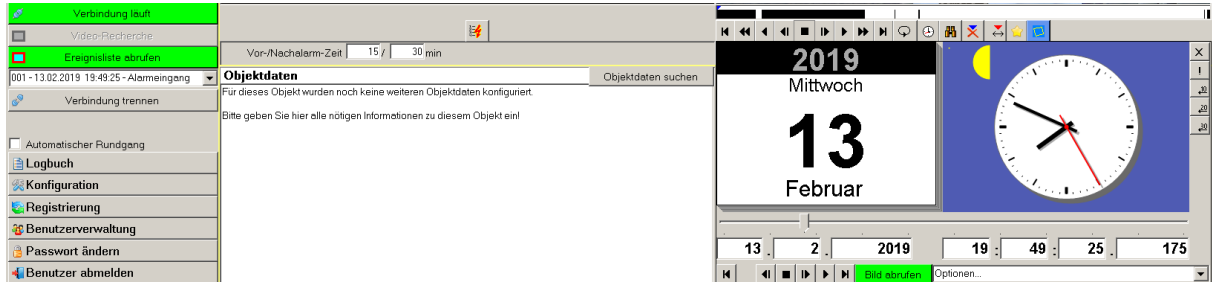 Verbindung läuft
Video-Recherche
Ereignisliste abrufen
001 - 13.02.2019 19:49:25 - Alarmeingang
Verbindung trennen
Automatischer Rundgang
Logbuch
Konfiguration
Registrierung
Benutzerverwaltung
Passwort ändern
Benutzer abmelden
Vor-/Nachalarm-Zeit 15 / 30 min
Objektdaten
Objektdaten suchen
Für dieses Objekt wurden noch keine weiteren Objektdaten konfiguriert.
Bitte geben Sie hier alle nötigen Informationen zu diesem Objekt ein!
2019
Mittwoch
13
Februar
X
!
10
20
30
13 . 2 . 2019 19 : 49 : 25 . 175
Bild abrufen
Optionen...